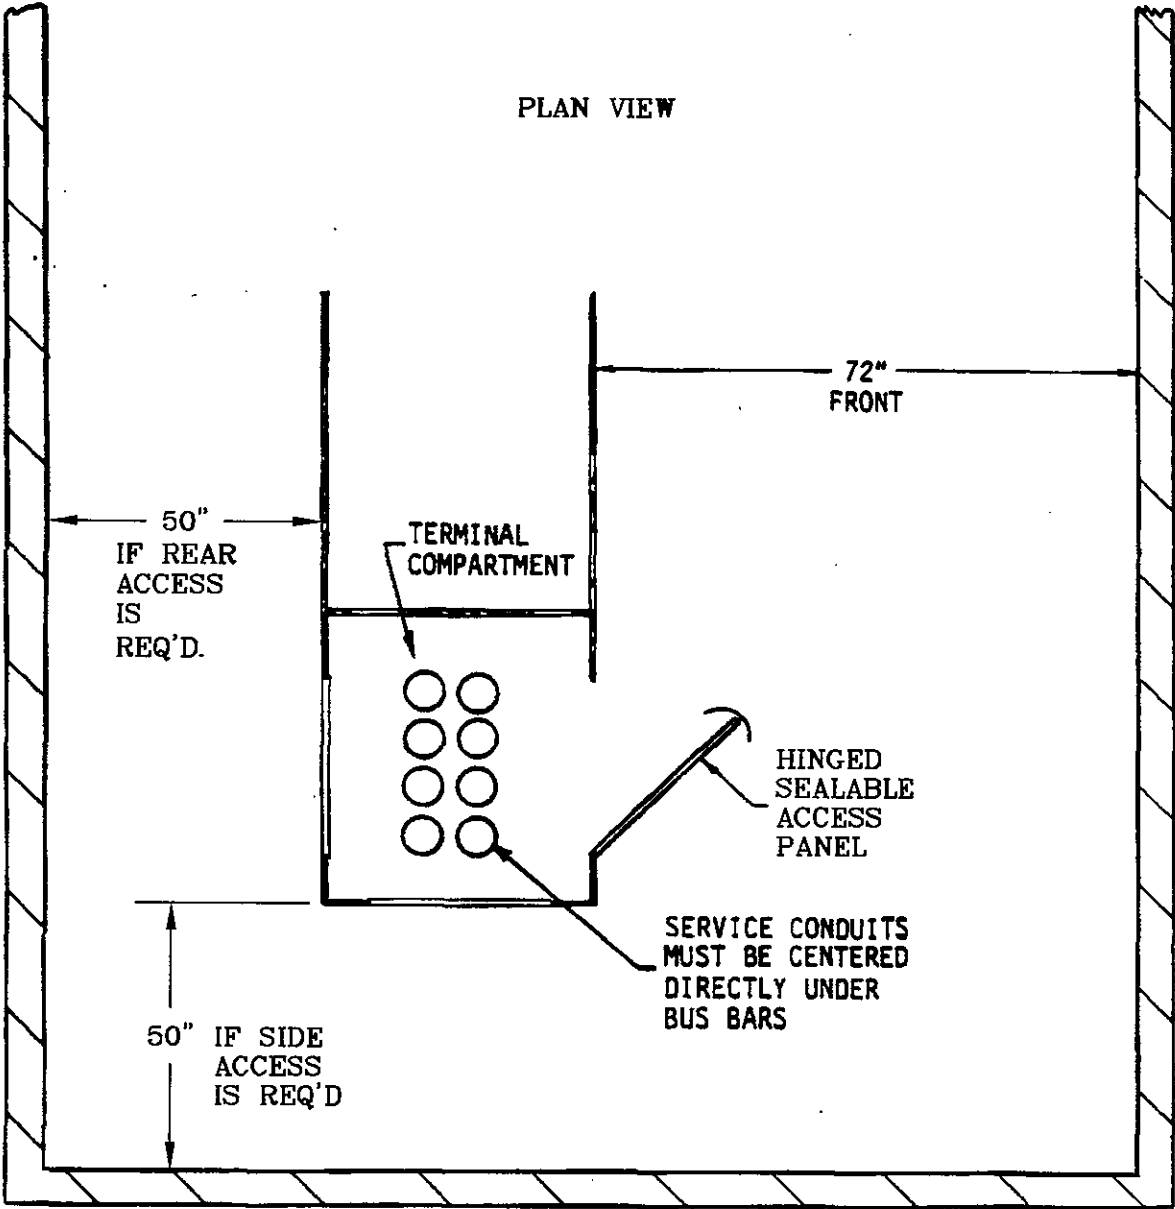 PLAN VIEW
72"
FRONT
50"
IF REAR
ACCESS
IS
REQ'D.
TERMINAL
COMPARTMENT
HINGED
SEALABLE
ACCESS
PANEL
SERVICE CONDUITS
MUST BE CENTERED
DIRECTLY UNDER
BUS BARS
50" IF SIDE
ACCESS
IS REQ'D